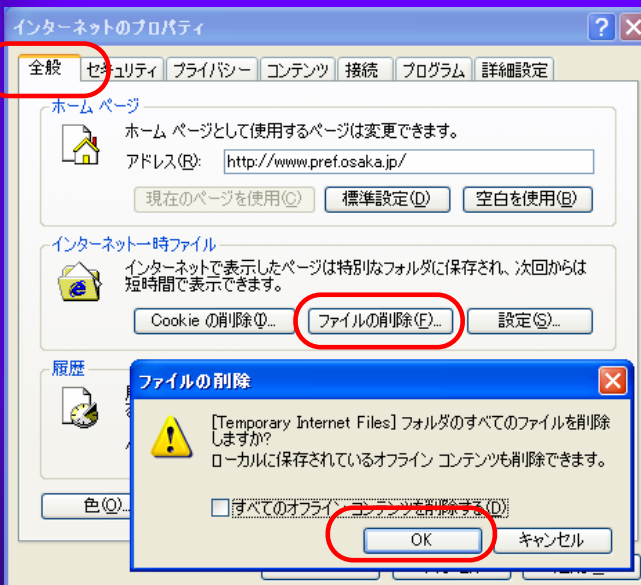 インターネットのプロパティ
全般 セキュリティ プライバシー コンテンツ 接続 プログラム 詳細設定
ホーム ページ
ホーム ページとして使用するページは変更できます。
アドレス(R): http://www.pref.osaka.jp/
現在のページを使用(C) 標準設定(D) 空白を使用(B)
インターネット一時ファイル
インターネットで表示したページは特別なフォルダに保存され、次回からは
短時間で表示できます。
Cookie の削除(I)... ファイルの削除(F)... 設定(S)...
履歴
ファイルの削除
[Temporary Internet Files] フォルダのすべてのファイルを削除
しますか?
ローカルに保存されているオフライン コンテンツも削除できます。
すべてのオフライン コンテンツを削除する(D)
色(O)...
OK キャンセル